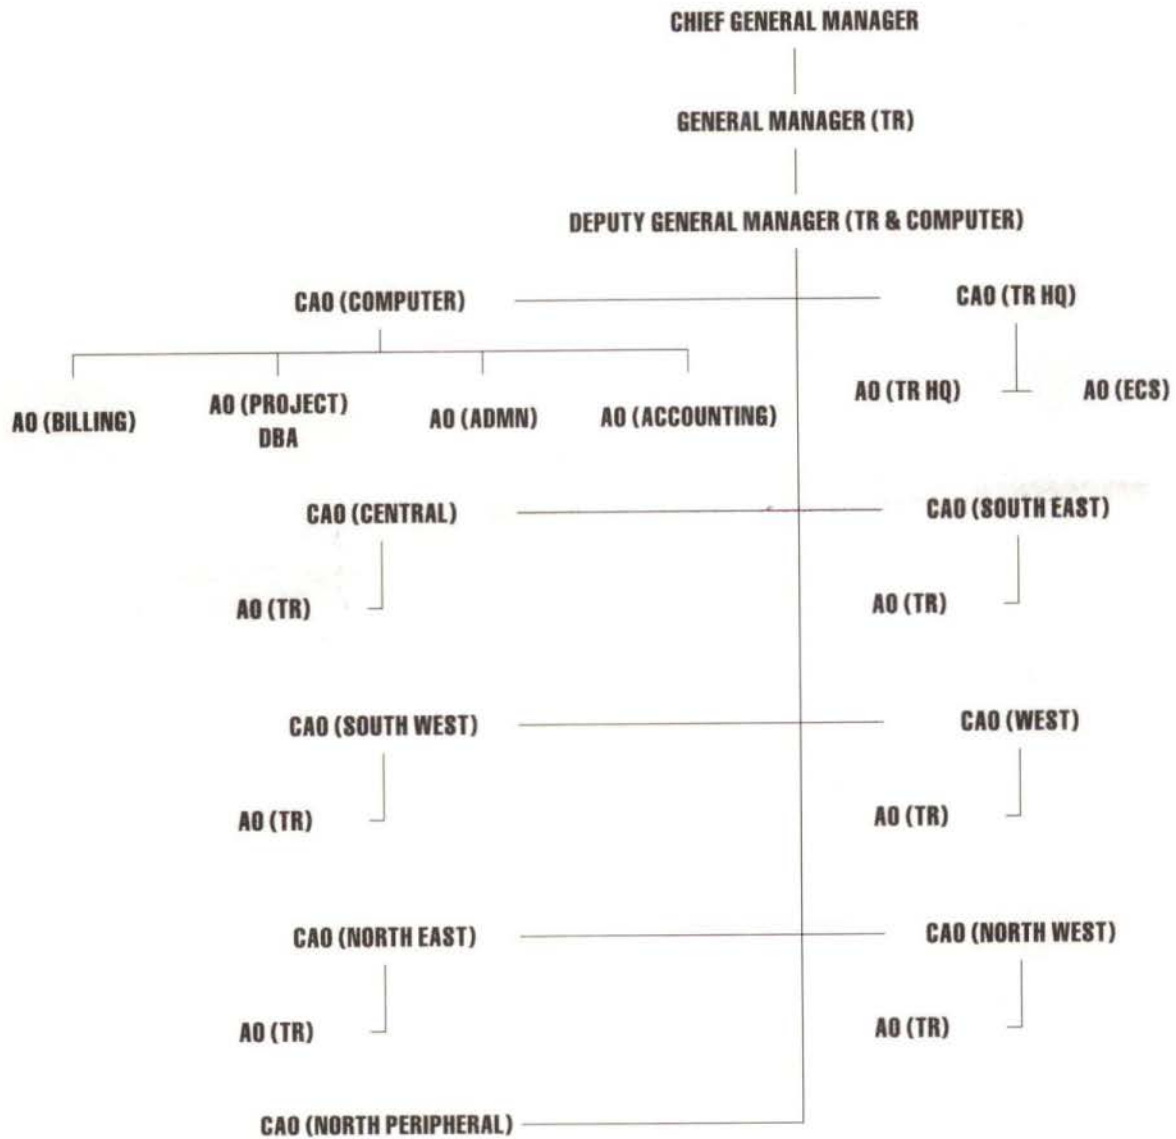 CHIEF GENERAL MANAGER
GENERAL MANAGER (TR)
DEPUTY GENERAL MANAGER (TR & COMPUTER)
CAO (COMPUTER)
CAO (TR HQ)
AO (BILLING)
AO (PROJECT)
DBA
AO (ADMN)
AO (ACCOUNTING)
AO (TR HQ)
AO (ECS)
CAO (CENTRAL)
CAO (SOUTH EAST)
AO (TR)
AO (TR)
CAO (SOUTH WEST)
CAO (WEST)
AO (TR)
AO (TR)
CAO (NORTH EAST)
CAO (NORTH WEST)
AO (TR)
AO (TR)
CAO (NORTH PERIPHERAL)